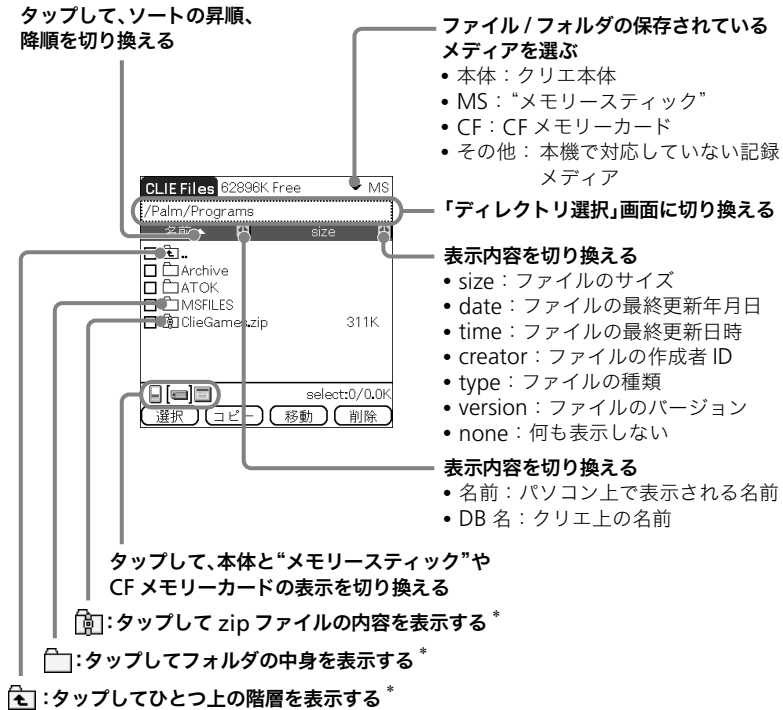 タップして、ソートの昇順、
降順を切り換える
ファイル / フォルダの保存されている
メディアを選ぶ
• 本体：クリエ本体
• MS：“メモリースティック”
• CF：CF メモリーカード
• その他： 本機で対応していない記録
メディア
CLIE Files 62896K Free MS
/Palm/Programs
「ディレクトリ選択」画面に切り換える
名前 size
..
Archive
ATOK
MSFILES
ClieGames.zip 311K
select:0/0.0K
選択 コピー 移動 削除
表示内容を切り換える
• size：ファイルのサイズ
• date：ファイルの最終更新年月日
• time：ファイルの最終更新日時
• creator：ファイルの作成者 ID
• type：ファイルの種類
• version：ファイルのバージョン
• none：何も表示しない
表示内容を切り換える
• 名前：パソコン上で表示される名前
• DB 名：クリエ上の名前
タップして、本体と“メモリースティック”や
CF メモリーカードの表示を切り換える
：タップして zip ファイルの内容を表示する *
：タップしてフォルダの中身を表示する *
：タップしてひとつ上の階層を表示する *